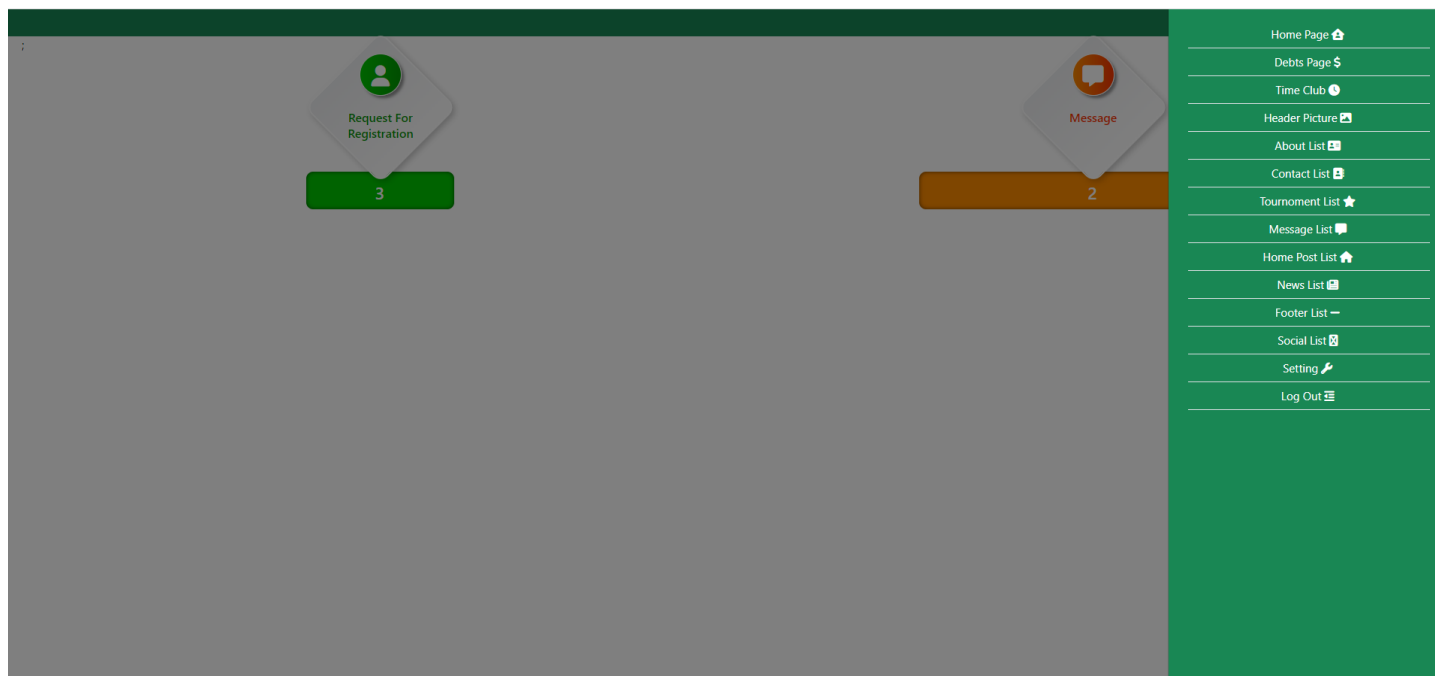 ;
Request For
Registration
3
Message
2
Home Page
Debts Page $
Time Club
Header Picture
About List
Contact List
Tournoment List
Message List
Home Post List
News List
Footer List
Social List
Setting
Log Out